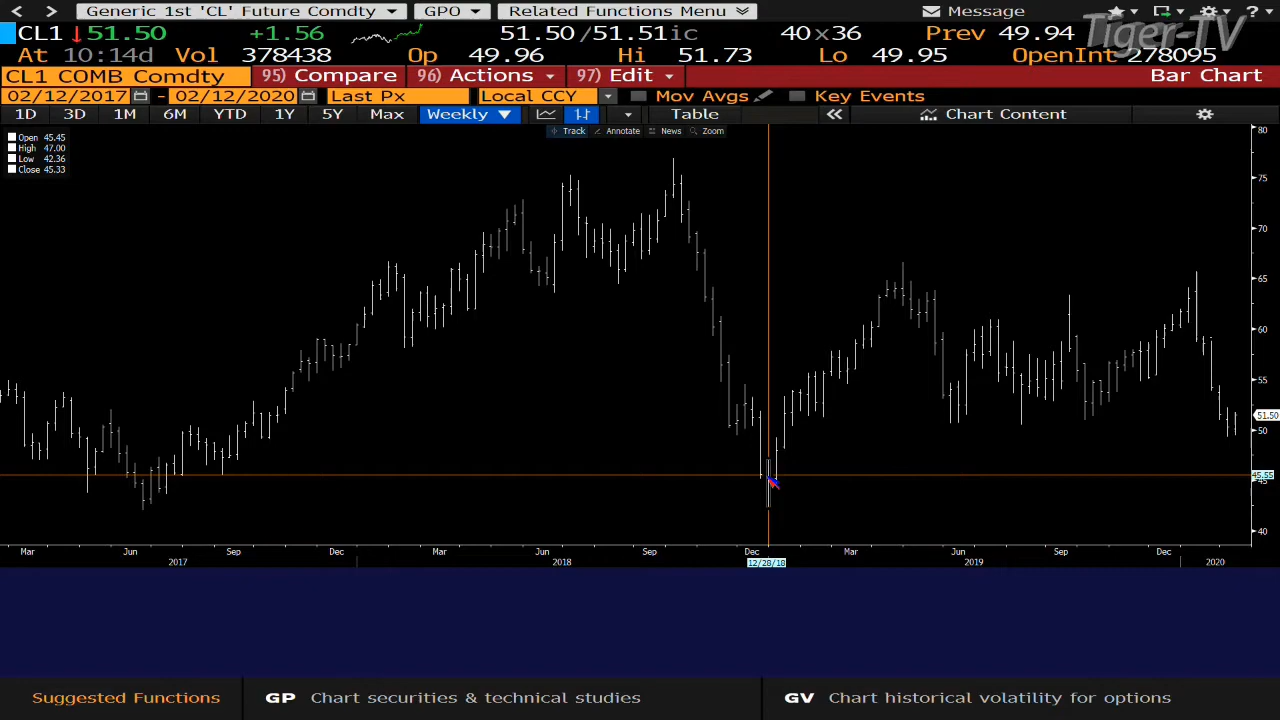 Generic 1st 'CL' Future Comdty GPO Related Functions Menu Message ?
CL1 ↓51.50 +1.56 51.50/51.51ic 40x36 Prev 49.94
At 10:14d Vol 378438 Op 49.96 Hi 51.73 Lo 49.95 OpenInt 278095
Tiger-TV
CL1 COMB Comdty 95) Compare 96) Actions 97) Edit Bar Chart
02/12/2017 - 02/12/2020 Last Px Local CCY Mov Avgs Key Events
1D 3D 1M 6M YTD 1Y 5Y Max Weekly Table Chart Content
Track Annotate News Zoom
Open 45.45
High 47.00
Low 42.36
Close 45.33
80
75
70
65
60
55
51.50
50
45.55
45
40
Mar Jun Sep Dec Mar Jun Sep Dec Mar Jun Sep Dec
2017 2018 12/28/18 2019 2020
Suggested Functions GP Chart securities & technical studies GV Chart historical volatility for options